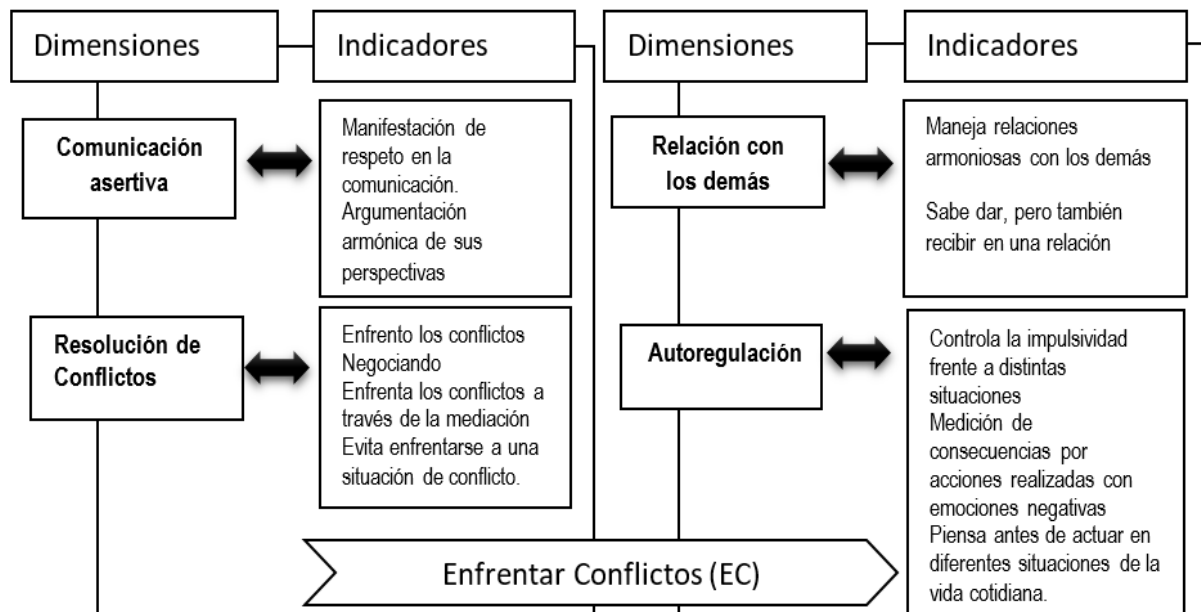 Dimensiones
Indicadores
Comunicación
asertiva
Manifestación de
respeto en la
comunicación.
Argumentación
armónica de sus
perspectivas
Resolución de
Conflictos
Enfrento los conflictos
Negociando
Enfrenta los conflictos a
través de la mediación
Evita enfrentarse a una
situación de conflicto.
Dimensiones
Indicadores
Relación con
los demás
Maneja relaciones
armoniosas con los demás
Sabe dar, pero también
recibir en una relación
Autoregulación
Controla la impulsividad
frente a distintas
situaciones
Medición de
consecuencias por
acciones realizadas con
emociones negativas
Piensa antes de actuar en
diferentes situaciones de la
vida cotidiana.
Enfrentar Conflictos (EC)